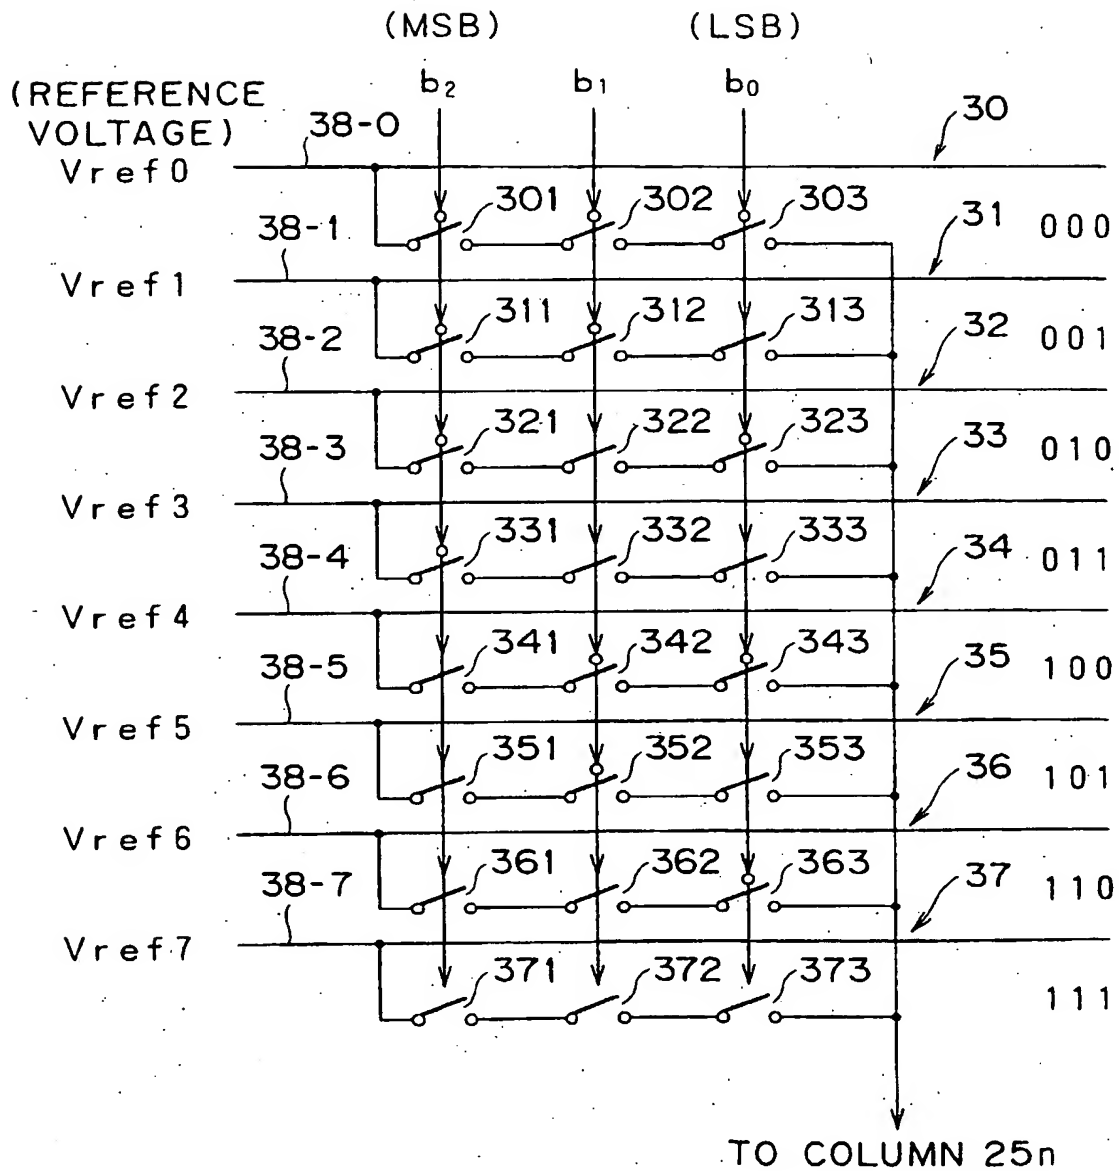 (MSB) (LSB)
(REFERENCE VOLTAGE) b2 b1 b0
38-0 30
Vref0
301 302 303
38-1 31 000
Vref1
311 312 313
38-2 32 001
Vref2
321 322 323
38-3 33 010
Vref3
331 332 333
38-4 34 011
Vref4
341 342 343
38-5 35 100
Vref5
351 352 353
38-6 36 101
Vref6
361 362 363
38-7 37 110
Vref7
371 372 373
111
TO COLUMN 25n